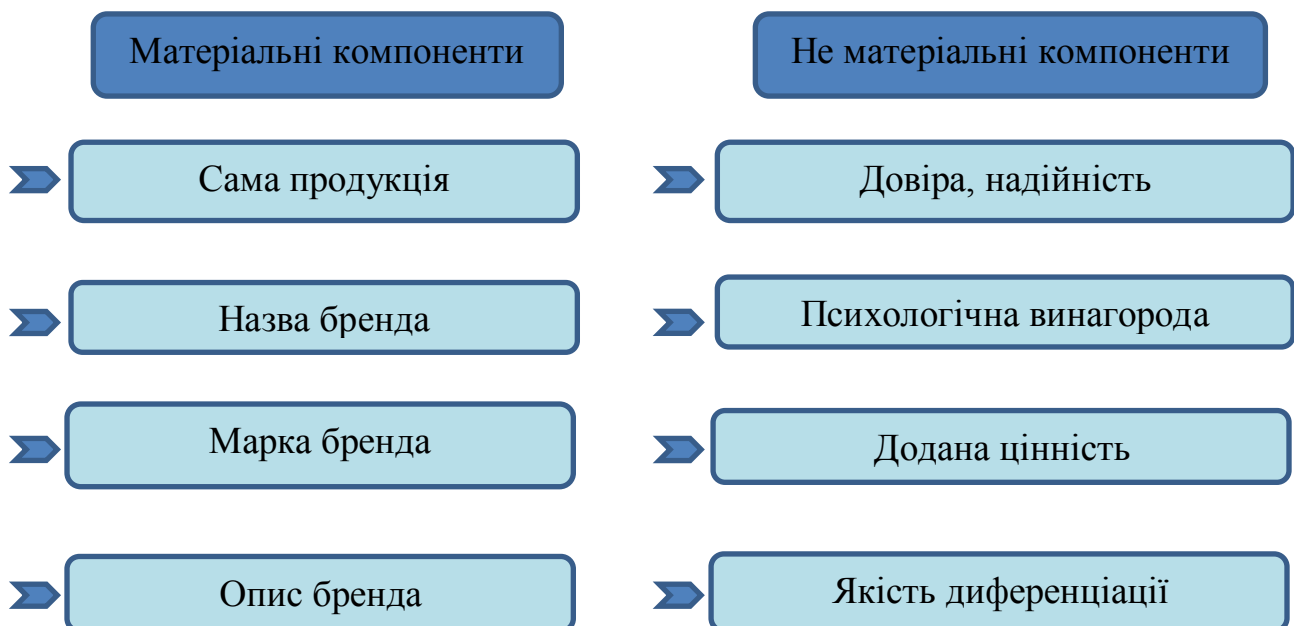 Матеріальні компоненти
Не матеріальні компоненти
Сама продукція
Довіра, надійність
Назва бренда
Психологічна винагорода
Марка бренда
Додана цінність
Опис бренда
Якість диференціації